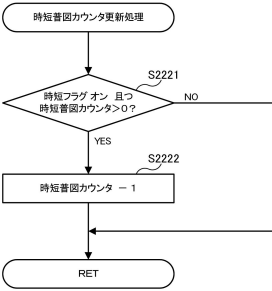 時短普図カウンタ更新処理
S2221
時短フラグ オン 且つ
時短普図カウンタ＞０？
NO
YES
S2222
時短普図カウンタ － １
RET